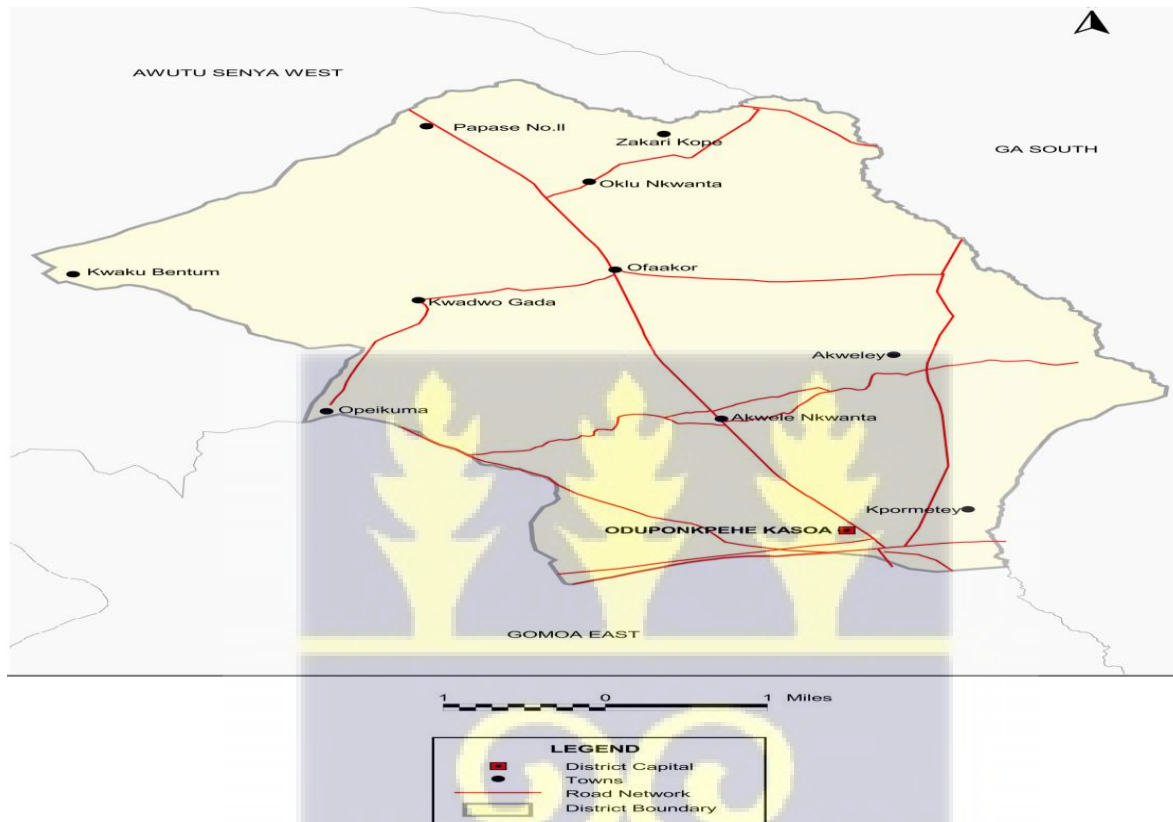 AWUTU SENYA WEST
Papase No.II
Zakari Kope
GA SOUTH
Oklu Nkwanta
Ofaakor
Kwaku Bentum
Kwadwo Gada
Akweley
Opeikuma
Akwele Nkwanta
Kpormetey
ODUPONKPEHE KASOA
GOMOA EAST
1 0 1 Miles
LEGEND
District Capital
Towns
Road Network
District Boundary